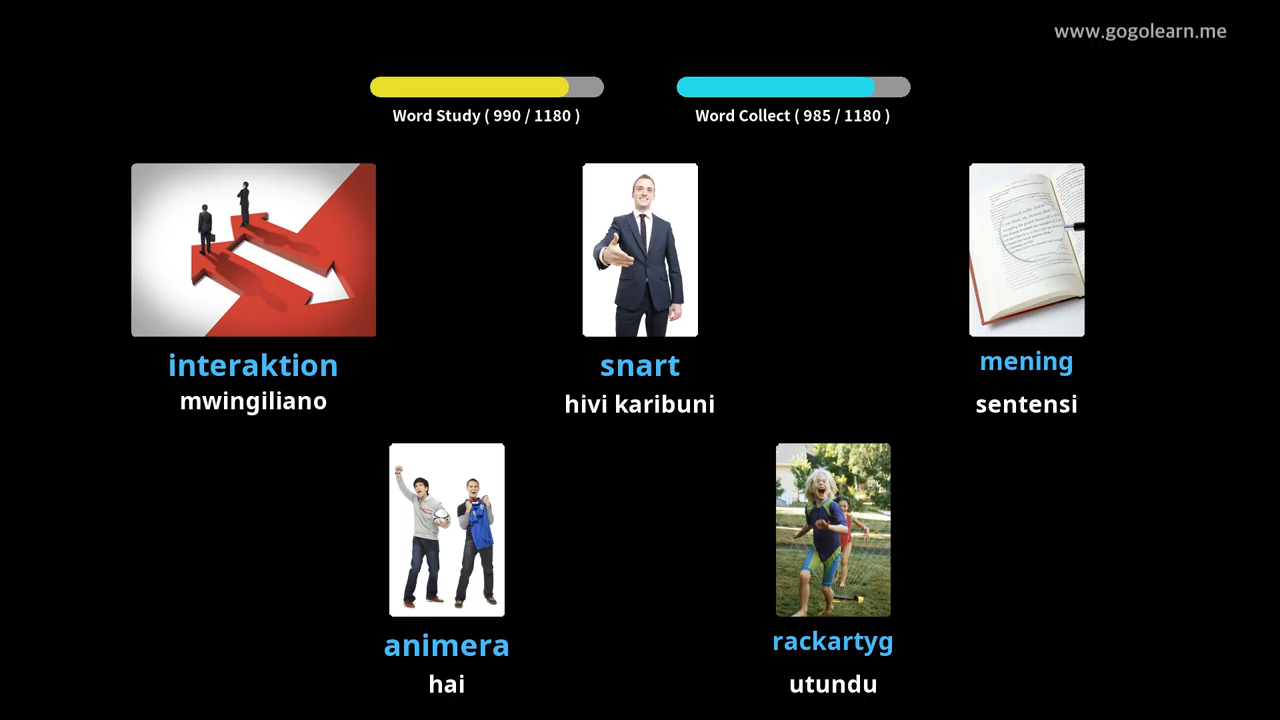 www.gogolearn.me
Word Study ( 990 / 1180 )
Word Collect ( 985 / 1180 )
interaktion
mwingiliano
snart
hivi karibuni
mening
sentensi
animera
hai
rackartyg
utundu